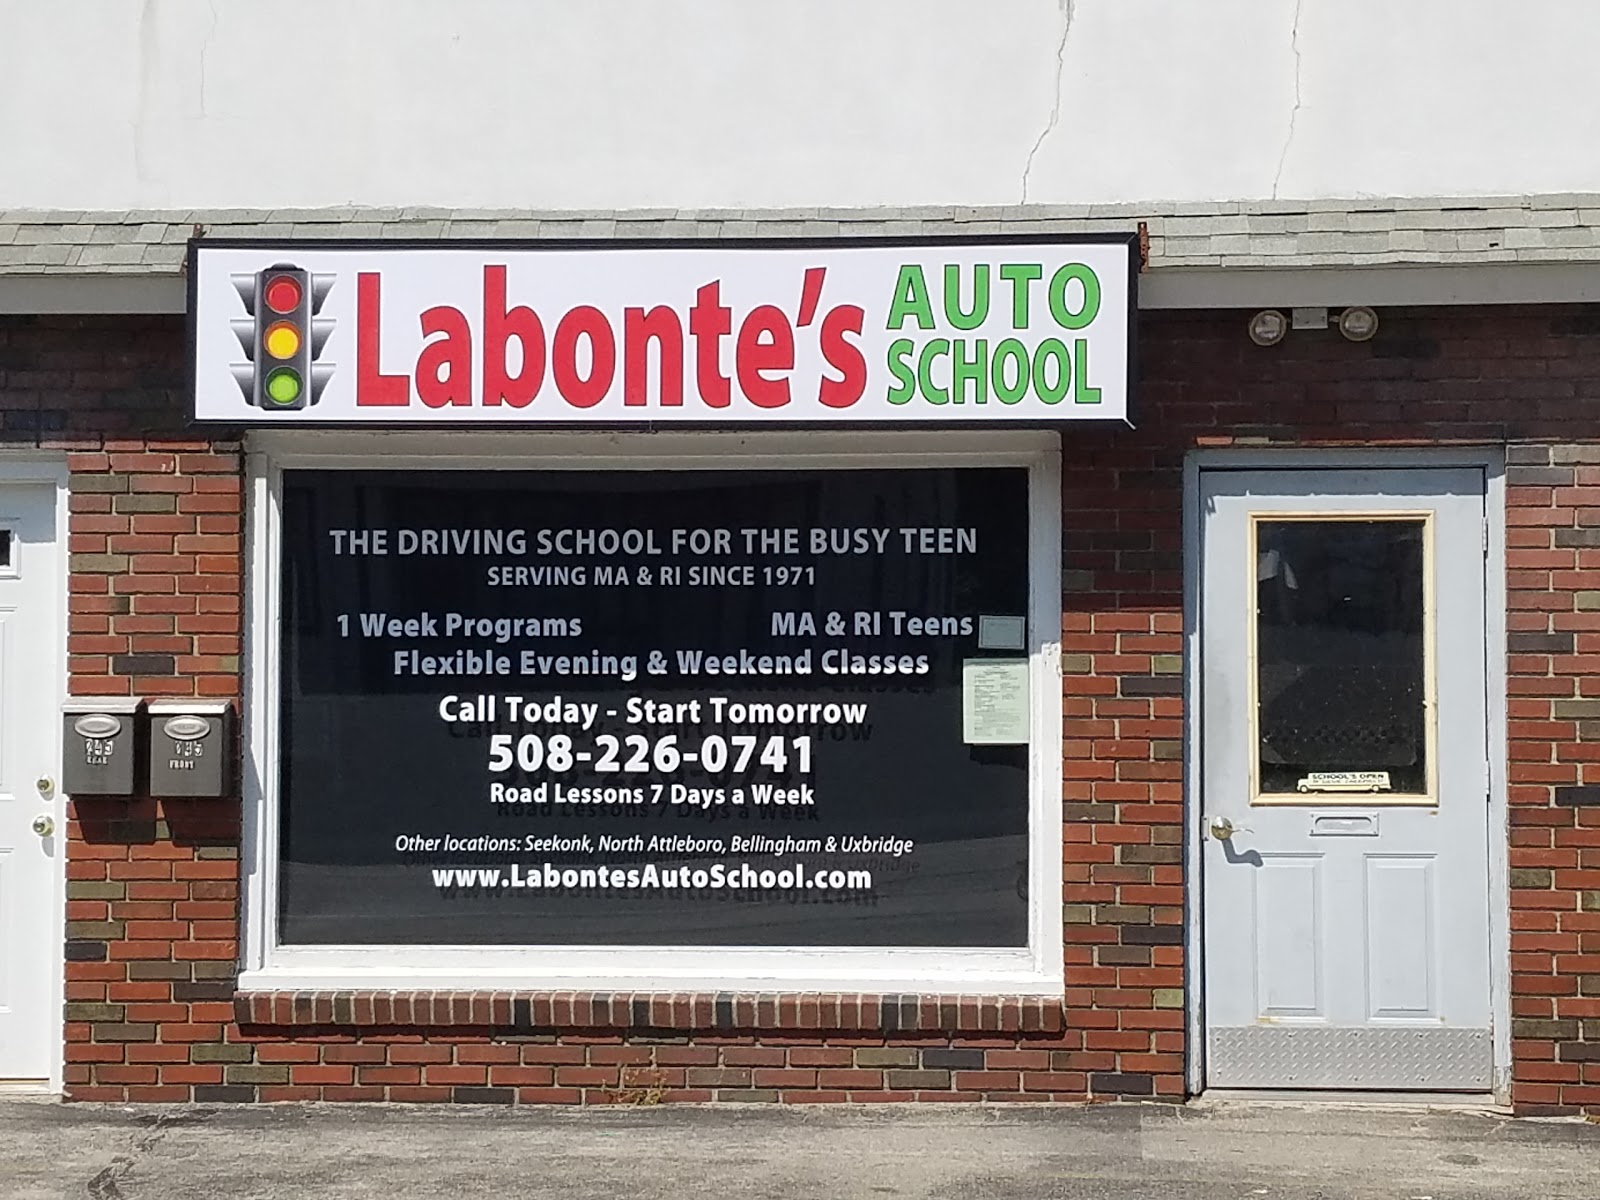 Labonte's AUTO
SCHOOL
THE DRIVING SCHOOL FOR THE BUSY TEEN
SERVING MA & RI SINCE 1971
1 Week Programs MA & RI Teens
Flexible Evening & Weekend Classes
Call Today - Start Tomorrow
508-226-0741
Road Lessons 7 Days a Week
Other locations: Seekonk, North Attleboro, Bellingham & Uxbridge
www.LabontesAutoSchool.com
REAR
FRONT
SCHOOL'S OPEN